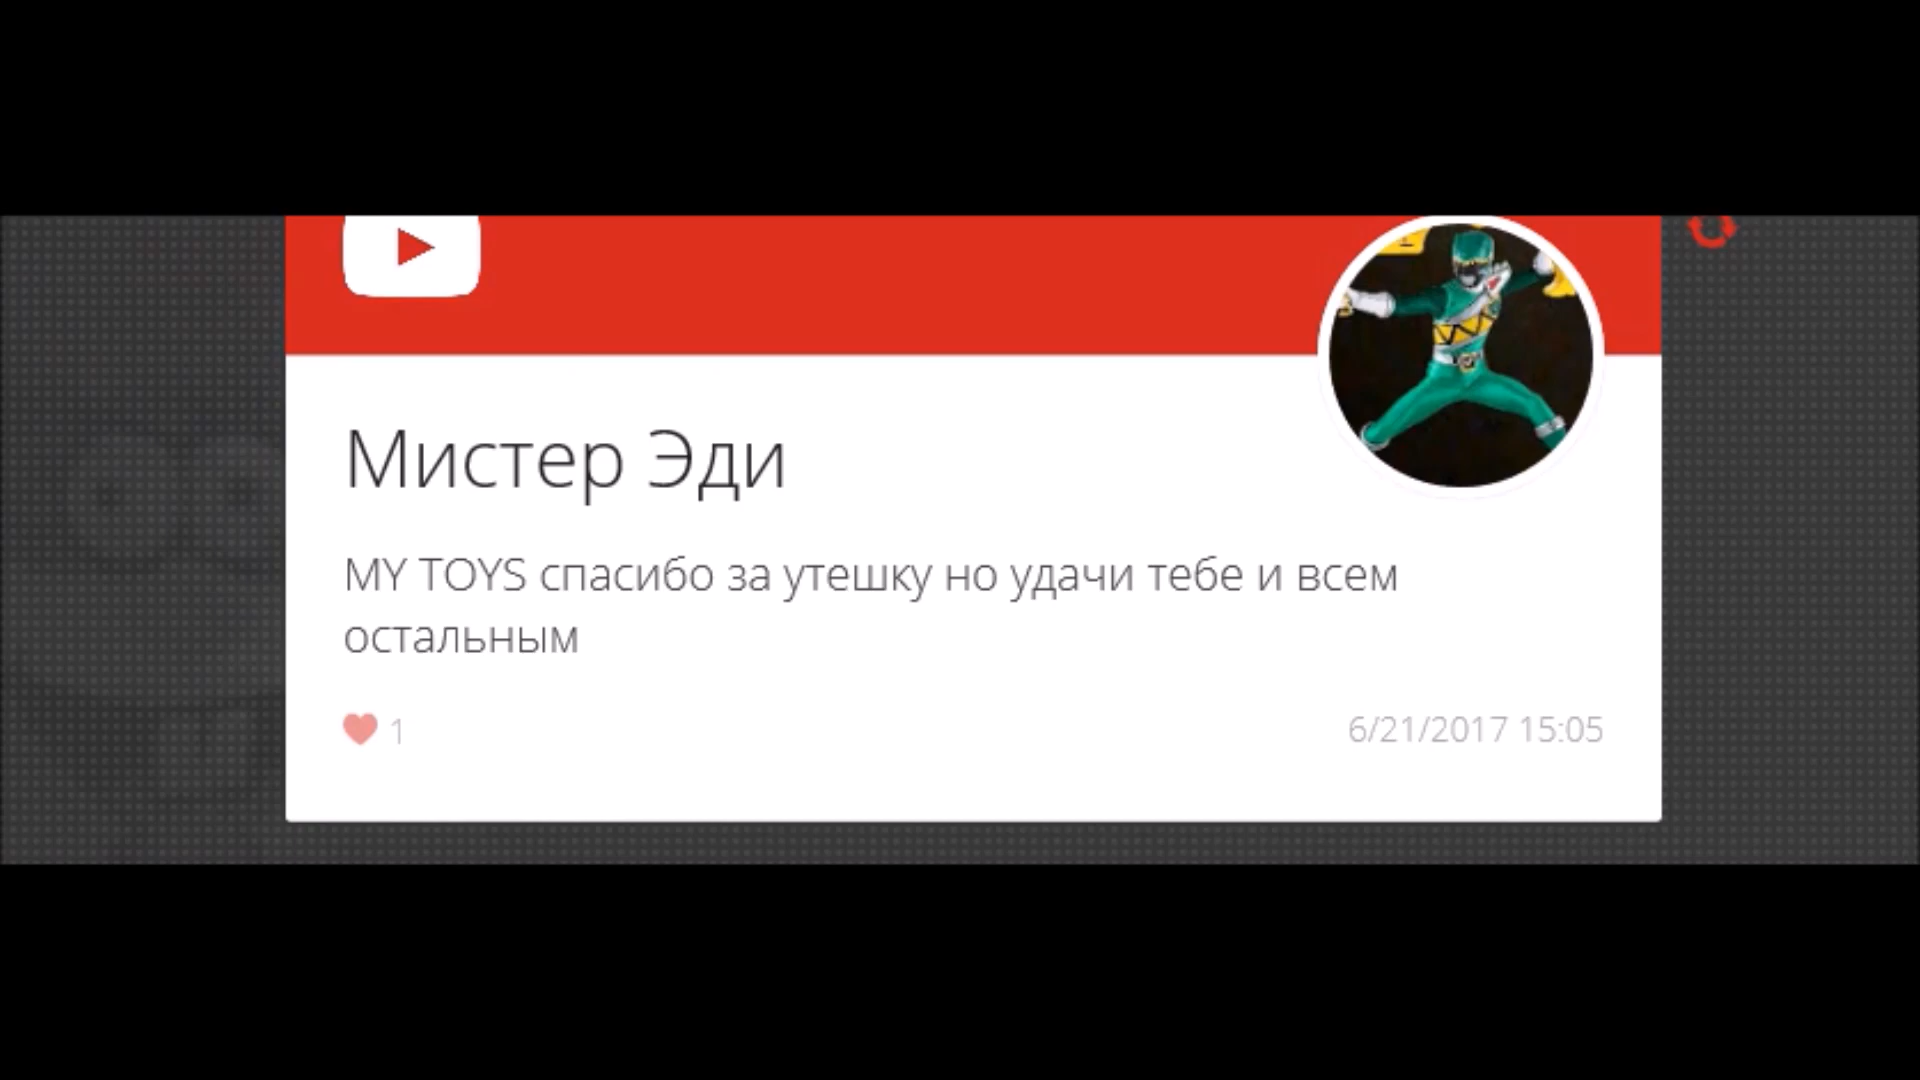 Мистер Эди
MY TOYS спасибо за утешку но удачи тебе и всем
остальным
1
6/21/2017 15:05